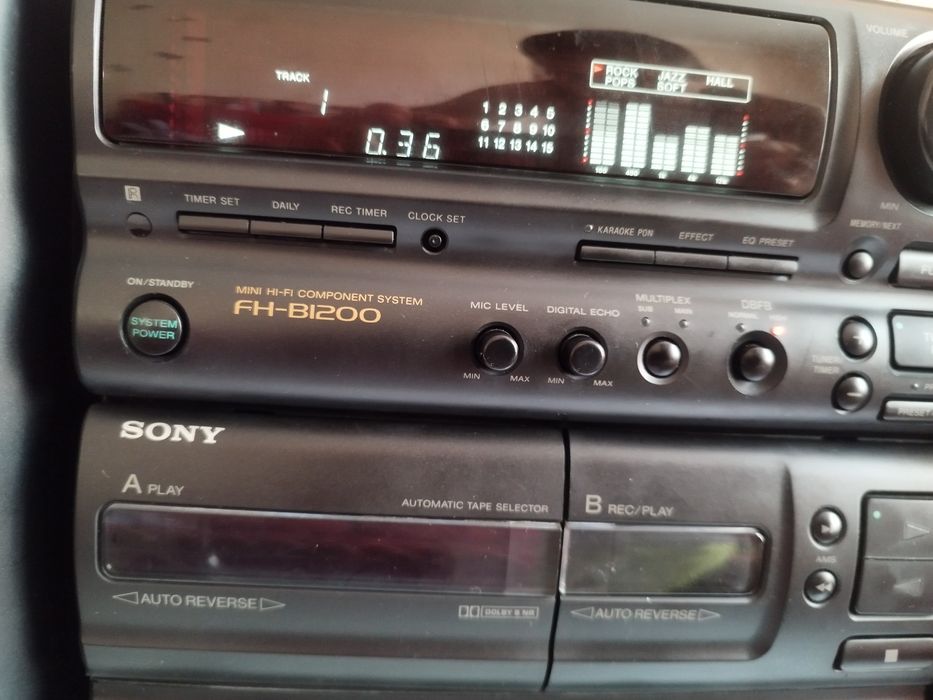 VOLUME
TRACK
1
0.36
1 2 3 4 5
6 7 8 9 10
11 12 13 14 15
ROCK JAZZ HALL
POPS SOFT
MIN
TIMER SET DAILY REC TIMER CLOCK SET
KARAOKE PON EFFECT EQ PRESET
MEMORY/NEXT
ON/STANDBY
SYSTEM
POWER
MINI HI-FI COMPONENT SYSTEM
FH-B1200
MIC LEVEL
MIN MAX
DIGITAL ECHO
MIN MAX
MULTIPLEX
SUB MAIN
DBFB
NORMAL
TUNER/
TIMER
PRESET
SONY
A PLAY
AUTOMATIC TAPE SELECTOR
AUTO REVERSE
DOLBY B NR
B REC/PLAY
AUTO REVERSE
AMS